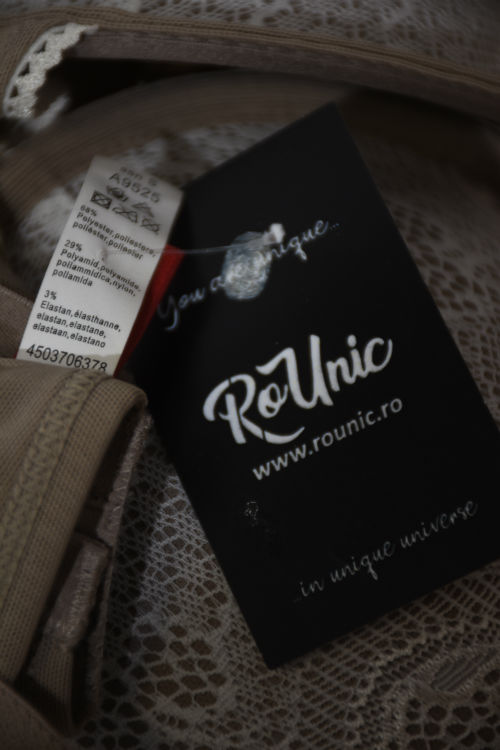 A9525
68%
Polyester,poliestere,
poliéster,poliesteř
29%
Polyamid,polyamide,
poliammidica,nylon,
poliamida
3%
Elastan,élasthanne,
elastan,elastane,
elastaan,elastano
4503706378
You are unique...
RoUnic
www.rounic.ro
...in unique universe